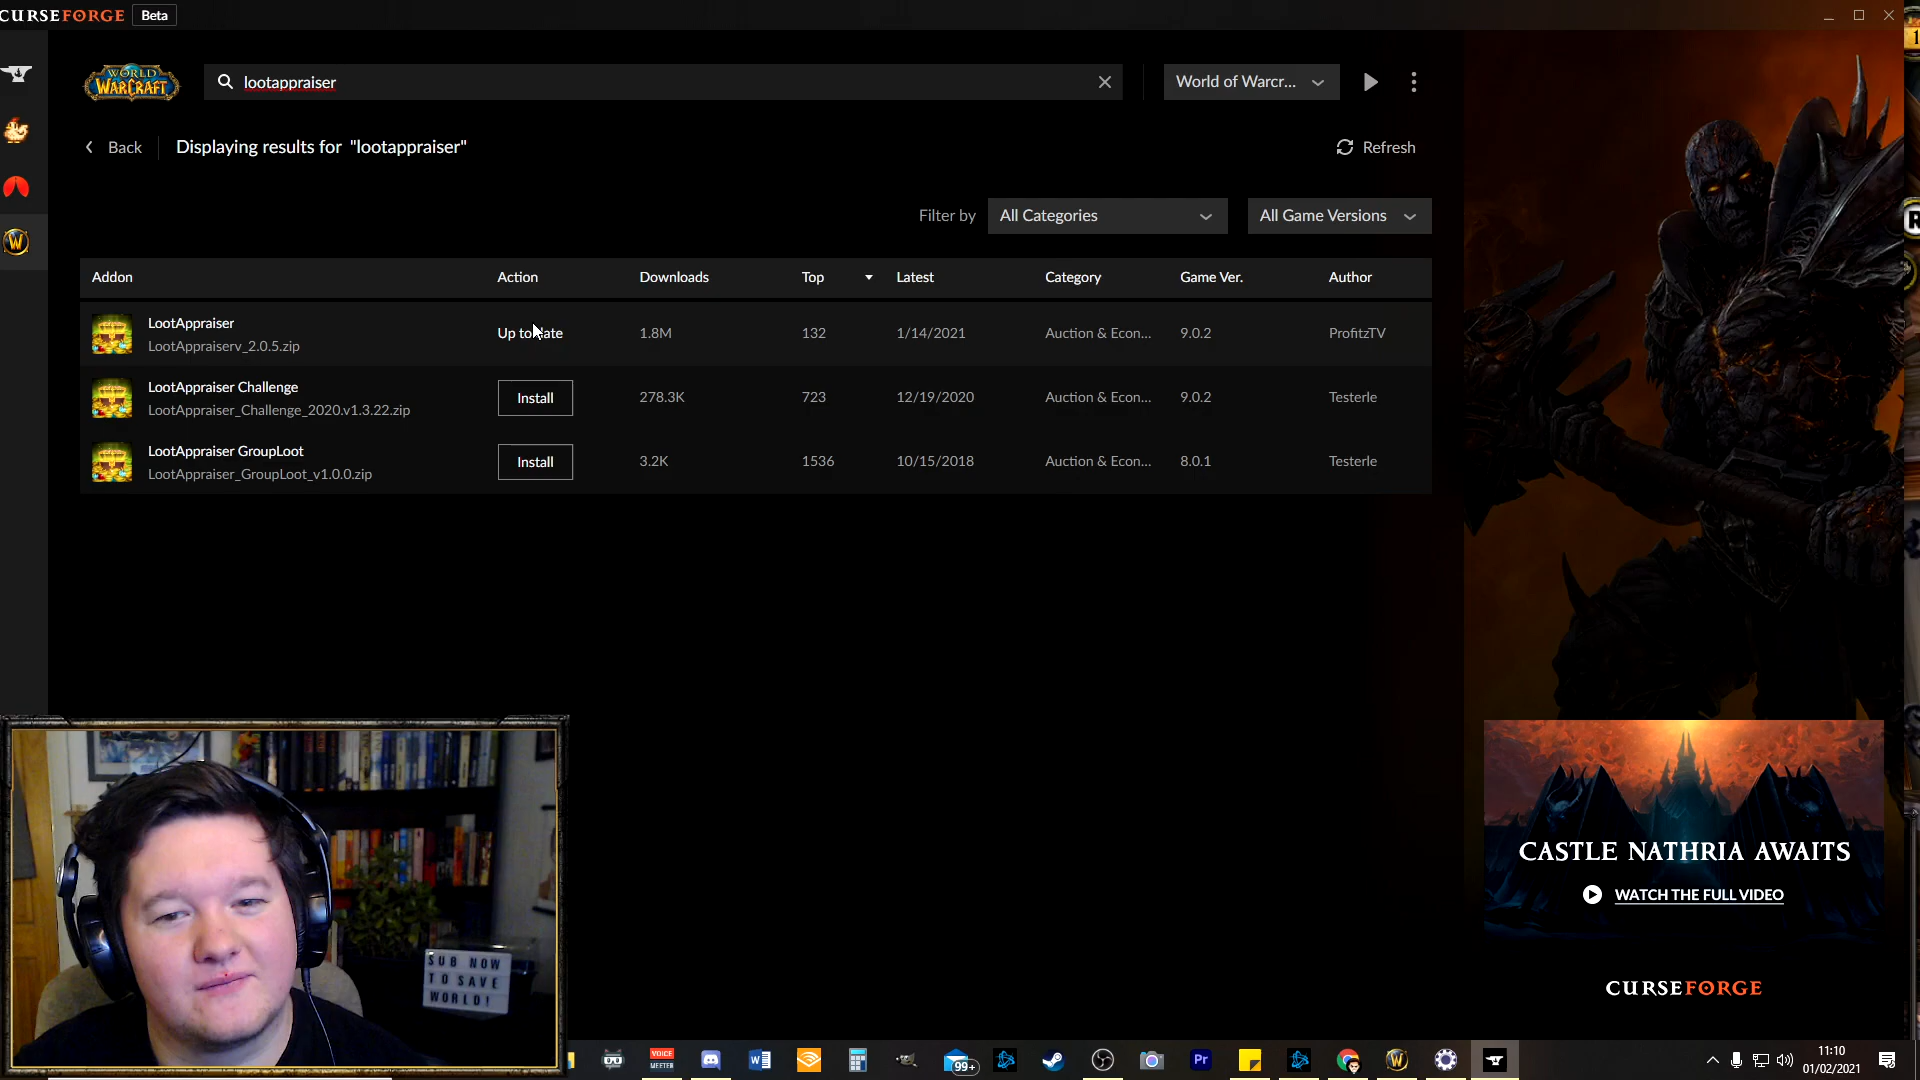 CURSEFORGE Beta
WORLD WARCRAFT
lootappraiser
World of Warcr...
Back
Displaying results for "lootappraiser"
Refresh
Filter by
All Categories
All Game Versions
Addon Action Downloads Top Latest Category Game Ver. Author
LootAppraiser
LootAppraiserv_2.0.5.zip
Up to date 1.8M 132 1/14/2021 Auction & Econ... 9.0.2 ProfitzTV
LootAppraiser Challenge
LootAppraiser_Challenge_2020.v1.3.22.zip
Install 278.3K 723 12/19/2020 Auction & Econ... 9.0.2 Testerle
LootAppraiser GroupLoot
LootAppraiser_GroupLoot_v1.0.0.zip
Install 3.2K 1536 10/15/2018 Auction & Econ... 8.0.1 Testerle
SUB NOW
TO SAVE
WORLD!
CASTLE NATHRIA AWAITS
WATCH THE FULL VIDEO
CURSEFORGE
VOICE
MEETER
W
99+
Pr
11:10
01/02/2021